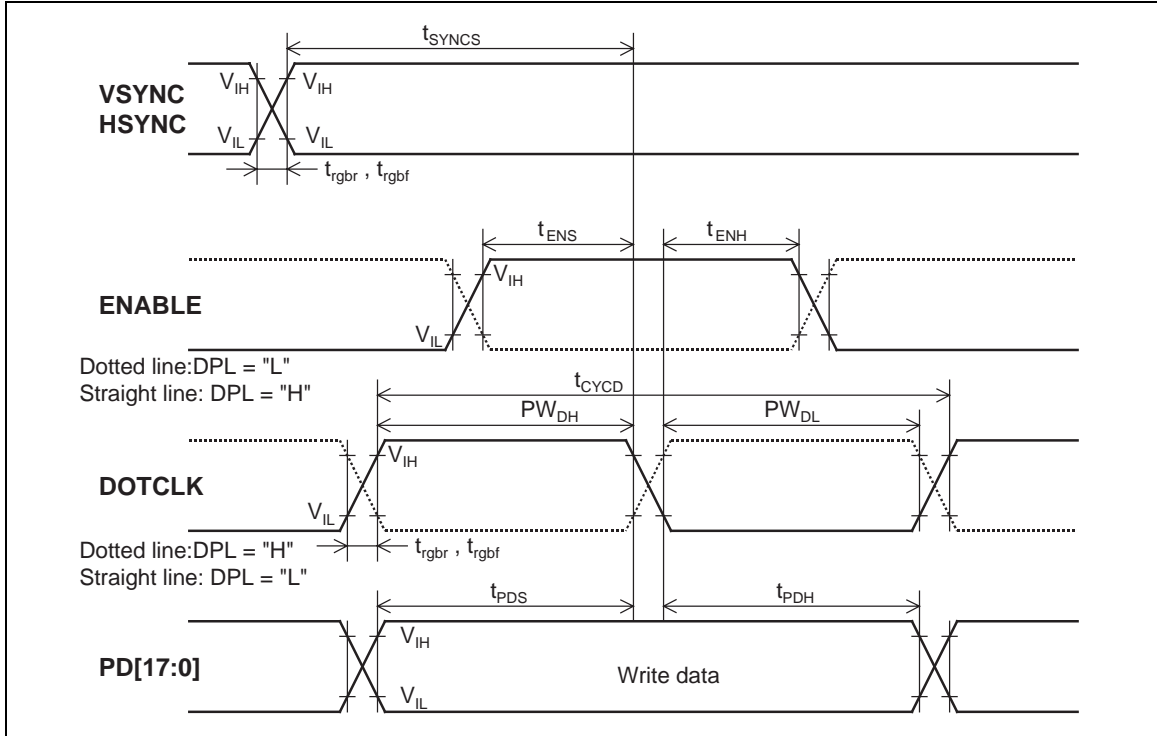 tSYNCS
VSYNC
HSYNC
VIH
VIH
VIL
VIL
trgbr , trgbf
tENS
tENH
ENABLE
VIH
VIL
Dotted line:DPL = "L"
Straight line: DPL = "H"
tCYCD
PWDH
PWDL
DOTCLK
VIH
VIL
Dotted line:DPL = "H"
Straight line: DPL = "L"
trgbr , trgbf
tPDS
tPDH
PD[17:0]
VIH
Write data
VIL